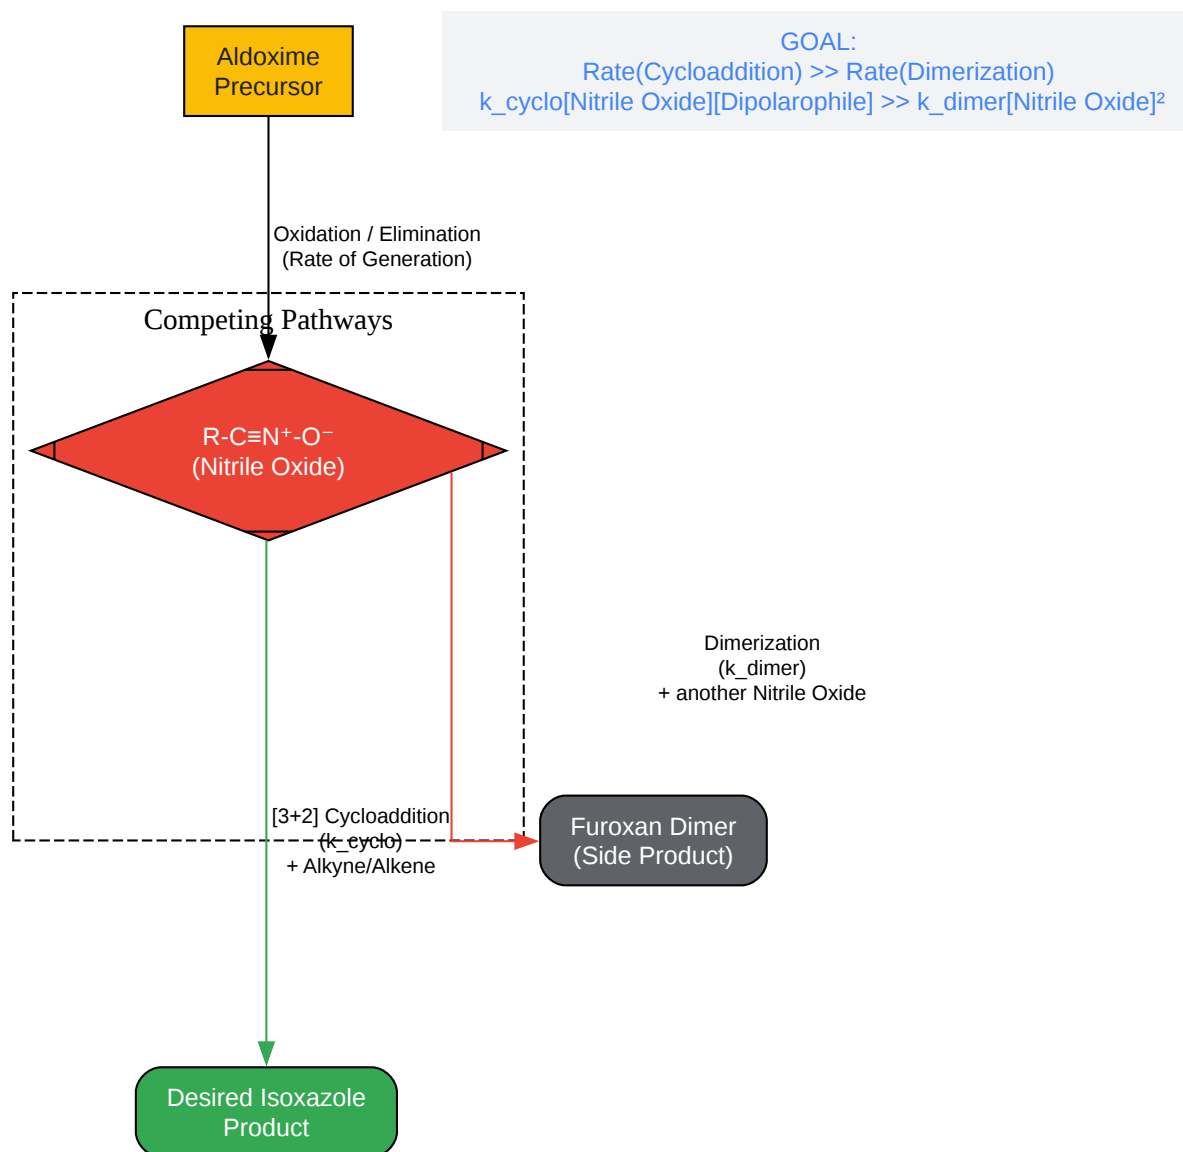 Aldoxime
Precursor
GOAL:
Rate(Cycloaddition) >> Rate(Dimerization)
k_cyclo[Nitrile Oxide][Dipolarophile] >> k_dimer[Nitrile Oxide]²
Oxidation / Elimination
(Rate of Generation)
Competing Pathways
R-C≡N⁺-O⁻
(Nitrile Oxide)
Dimerization
(k_dimer)
+ another Nitrile Oxide
[3+2] Cycloaddition
(k_cyclo)
+ Alkyne/Alkene
Furoxan Dimer
(Side Product)
Desired Isoxazole
Product